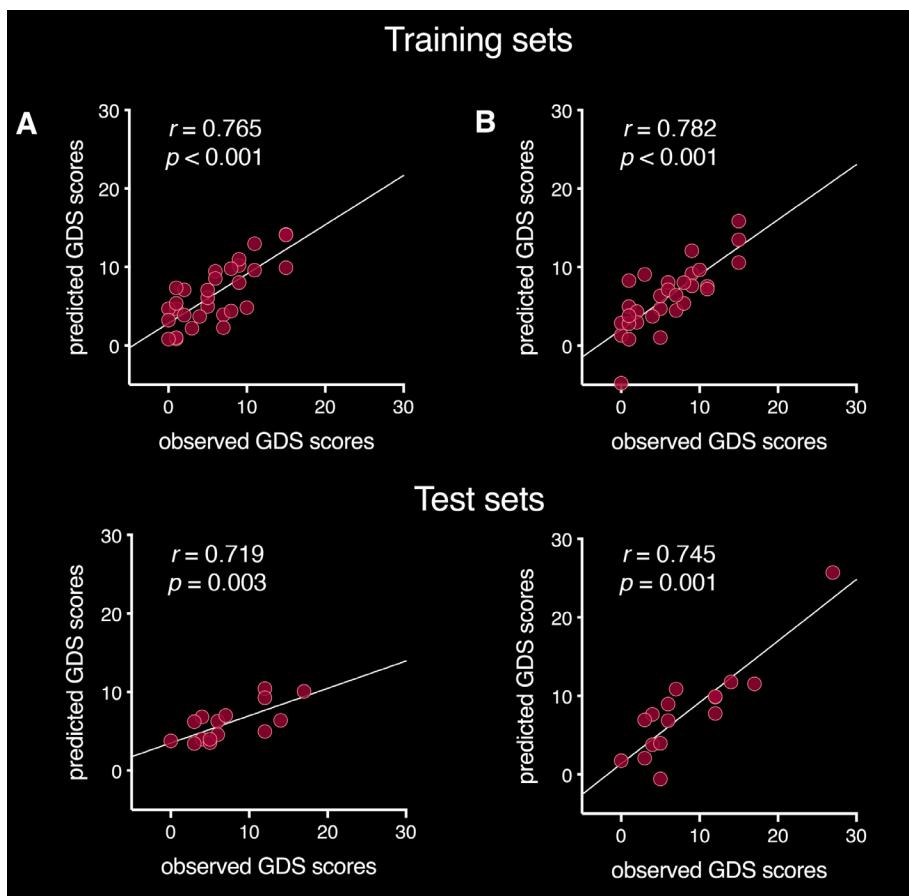 Training sets
A
r = 0.765
p < 0.001
predicted GDS scores
30
20
10
0
0 10 20 30
observed GDS scores
B
r = 0.782
p < 0.001
predicted GDS scores
30
20
10
0
0 10 20 30
observed GDS scores
Test sets
r = 0.719
p = 0.003
predicted GDS scores
30
20
10
0
0 10 20 30
observed GDS scores
r = 0.745
p = 0.001
predicted GDS scores
30
20
10
0
0 10 20 30
observed GDS scores